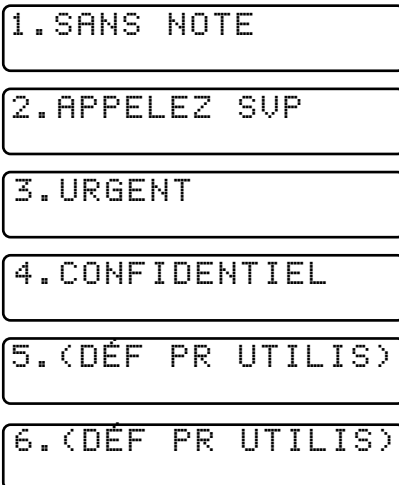 1.SANS NOTE
2.APPELEZ SVP
3.URGENT
4.CONFIDENTIEL
5.(DÉF PR UTILIS)
6.(DÉF PR UTILIS)